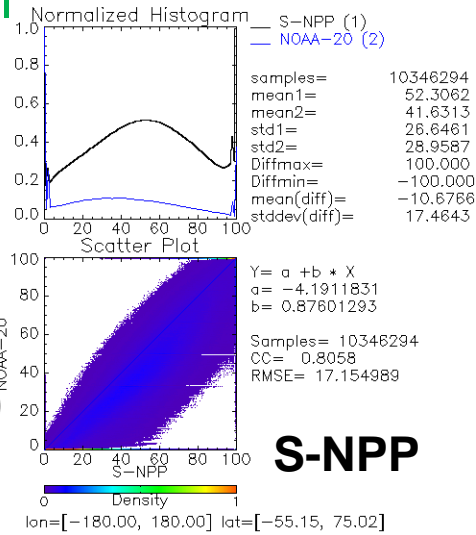 Normalized Histogram
S-NPP (1)
NOAA-20 (2)
1.0
0.8
0.6
0.4
0.2
0.0
0 20 40 60 80 100
samples= 10346294
mean1= 52.3062
mean2= 41.6313
std1= 26.6461
std2= 28.9587
Diffmax= 100.000
Diffmin= -100.000
mean(diff)= -10.6766
stddev(diff)= 17.4643
Scatter Plot
100
80
60
40
20
0
NOAA-20
0 20 40 60 80 100
S-NPP
Y= a +b * X
a= -4.1911831
b= 0.87601293
Samples= 10346294
CC= 0.8058
RMSE= 17.154989
S-NPP
0 Density 1
lon=[-180.00, 180.00] lat=[-55.15, 75.02]